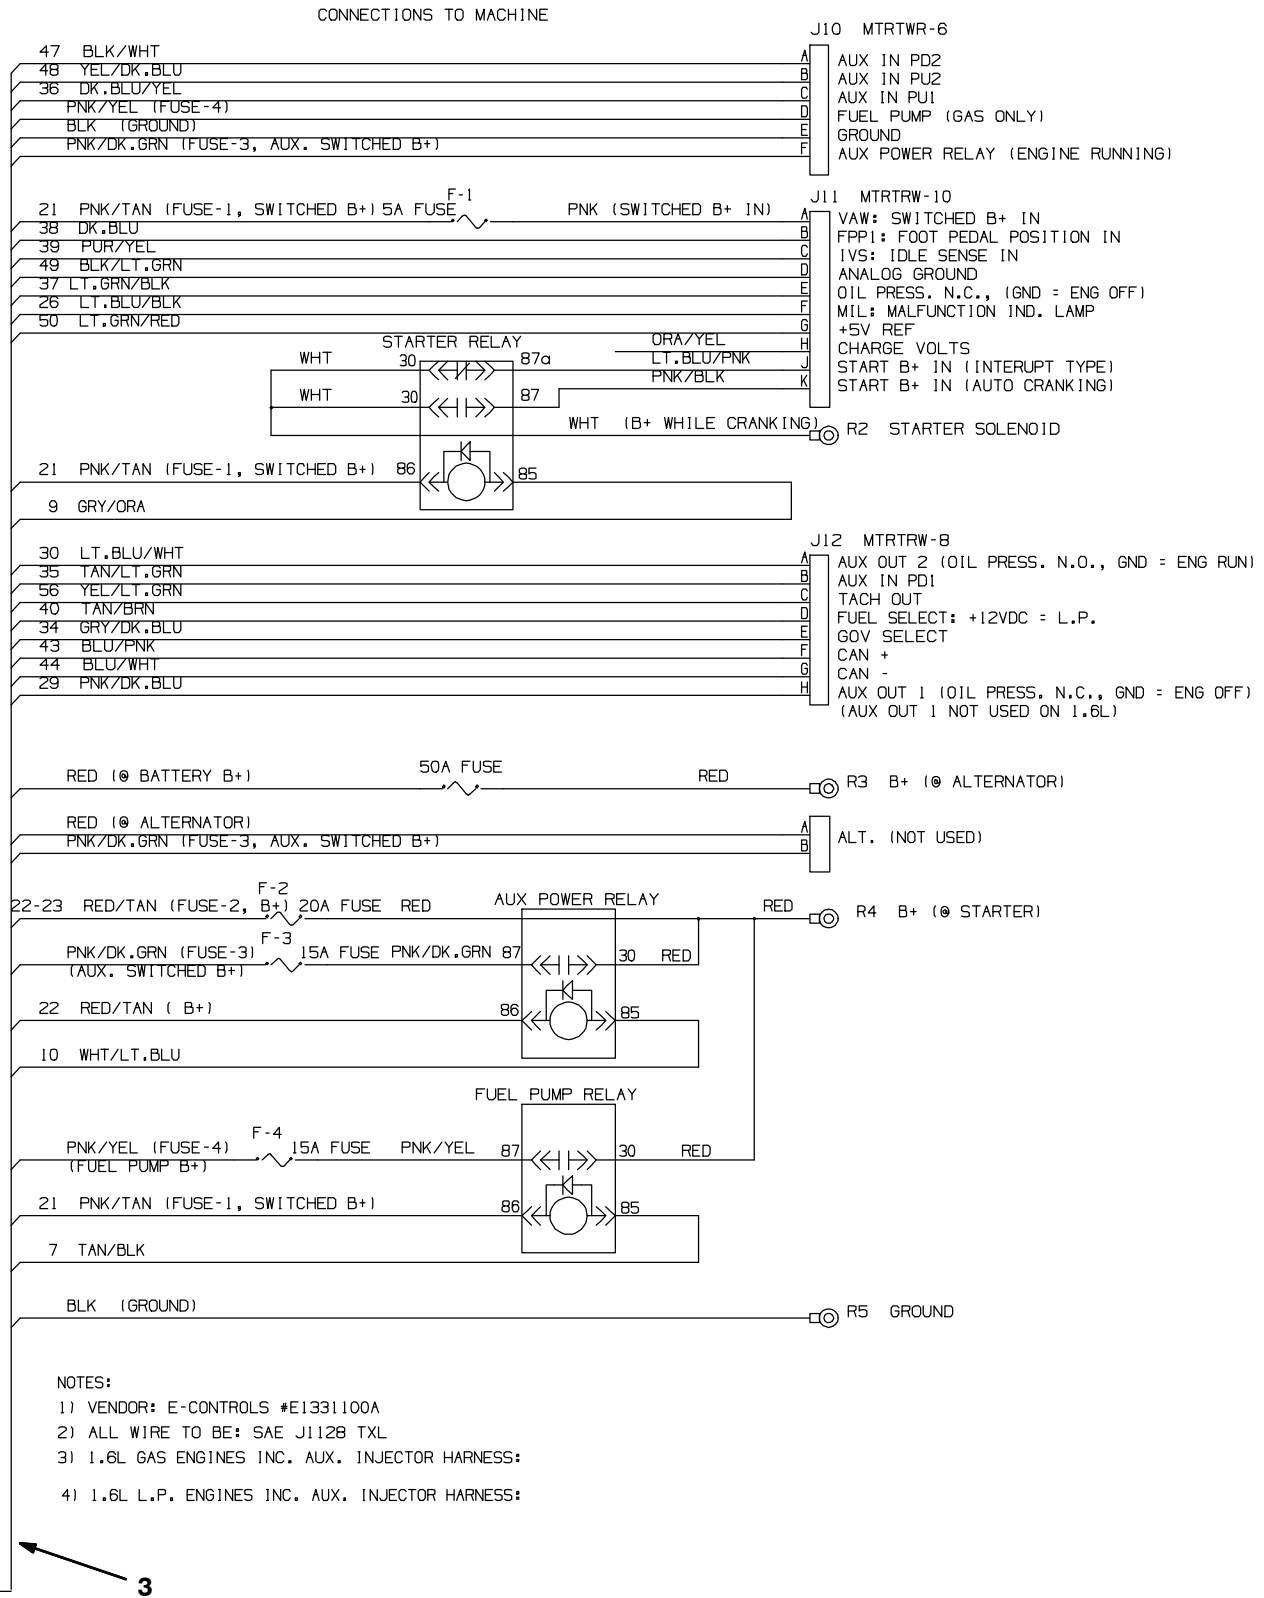 CONNECTIONS TO MACHINE
J10 MTRTWR-6
47 BLK/WHT A AUX IN PD2
48 YEL/DK.BLU B AUX IN PU2
36 DK.BLU/YEL C AUX IN PU1
PNK/YEL (FUSE-4) D FUEL PUMP (GAS ONLY)
BLK (GROUND) E GROUND
PNK/DK.GRN (FUSE-3, AUX. SWITCHED B+) F AUX POWER RELAY (ENGINE RUNNING)
F-1 J11 MTRTRW-10
21 PNK/TAN (FUSE-1, SWITCHED B+) 5A FUSE PNK (SWITCHED B+ IN) A VAW: SWITCHED B+ IN
38 DK.BLU B FPP1: FOOT PEDAL POSITION IN
39 PUR/YEL C IVS: IDLE SENSE IN
49 BLK/LT.GRN D ANALOG GROUND
37 LT.GRN/BLK E OIL PRESS. N.C., (GND = ENG OFF)
26 LT.BLU/BLK F MIL: MALFUNCTION IND. LAMP
50 LT.GRN/RED G +5V REF
STARTER RELAY ORA/YEL H CHARGE VOLTS
WHT 30 87a LT.BLU/PNK J START B+ IN (INTERUPT TYPE)
PNK/BLK K START B+ IN (AUTO CRANKING)
WHT 30 87
WHT (B+ WHILE CRANKING) R2 STARTER SOLENOID
21 PNK/TAN (FUSE-1, SWITCHED B+) 86 85
9 GRY/ORA
J12 MTRTRW-8
30 LT.BLU/WHT A AUX OUT 2 (OIL PRESS. N.O., GND = ENG RUN)
35 TAN/LT.GRN B AUX IN PD1
56 YEL/LT.GRN C TACH OUT
40 TAN/BRN D FUEL SELECT: +12VDC = L.P.
34 GRY/DK.BLU E GOV SELECT
43 BLU/PNK F CAN +
44 BLU/WHT G CAN -
29 PNK/DK.BLU H AUX OUT 1 (OIL PRESS. N.C., GND = ENG OFF)
(AUX OUT 1 NOT USED ON 1.6L)
RED (@ BATTERY B+) 50A FUSE RED R3 B+ (@ ALTERNATOR)
RED (@ ALTERNATOR) A
PNK/DK.GRN (FUSE-3, AUX. SWITCHED B+) B ALT. (NOT USED)
F-2 AUX POWER RELAY
22-23 RED/TAN (FUSE-2, B+) 20A FUSE RED RED R4 B+ (@ STARTER)
F-3
PNK/DK.GRN (FUSE-3) 15A FUSE PNK/DK.GRN 87 30 RED
(AUX. SWITCHED B+)
22 RED/TAN ( B+) 86 85
10 WHT/LT.BLU
FUEL PUMP RELAY
F-4
PNK/YEL (FUSE-4) 15A FUSE PNK/YEL 87 30 RED
(FUEL PUMP B+)
21 PNK/TAN (FUSE-1, SWITCHED B+) 86 85
7 TAN/BLK
BLK (GROUND) R5 GROUND
NOTES:
1) VENDOR: E-CONTROLS #E1331100A
2) ALL WIRE TO BE: SAE J1128 TXL
3) 1.6L GAS ENGINES INC. AUX. INJECTOR HARNESS:
4) 1.6L L.P. ENGINES INC. AUX. INJECTOR HARNESS:
3